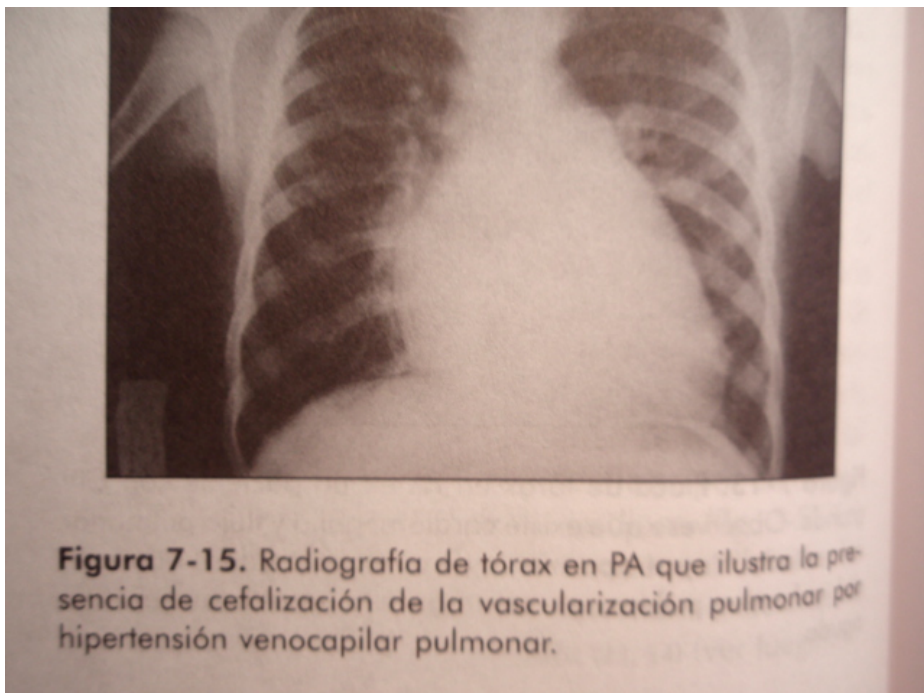 Figura 7-15. Radiografía de tórax en PA que ilustra la pre-
sencia de cefalización de la vascularización pulmonar por
hipertensión venocapilar pulmonar.